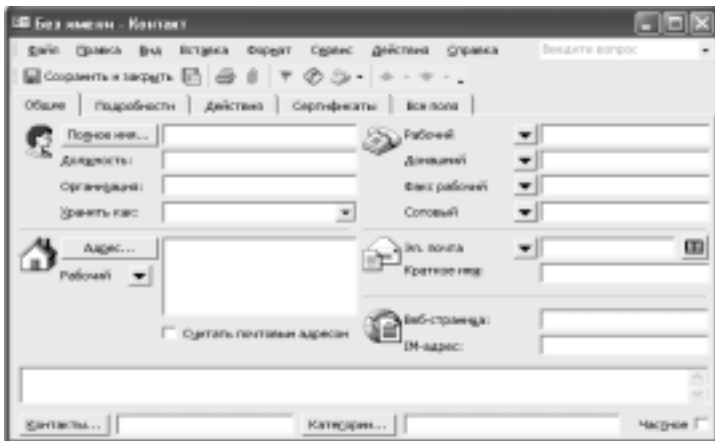 Без имени - Контакт
Файл Правка Вид Вставка Формат Сервис Действия Справка Введите вопрос
Сохранить и закрыть
Общие Подробности Действия Сертификаты Все поля
Полное имя... Рабочий
Должность: Домашний
Организация: Факс рабочий
Хранить как: Сотовый
Адрес... Эл. почта
Рабочий Краткое имя:
Считать почтовым адресом Веб-страница:
IM-адрес:
Контакты... Категории... Частное